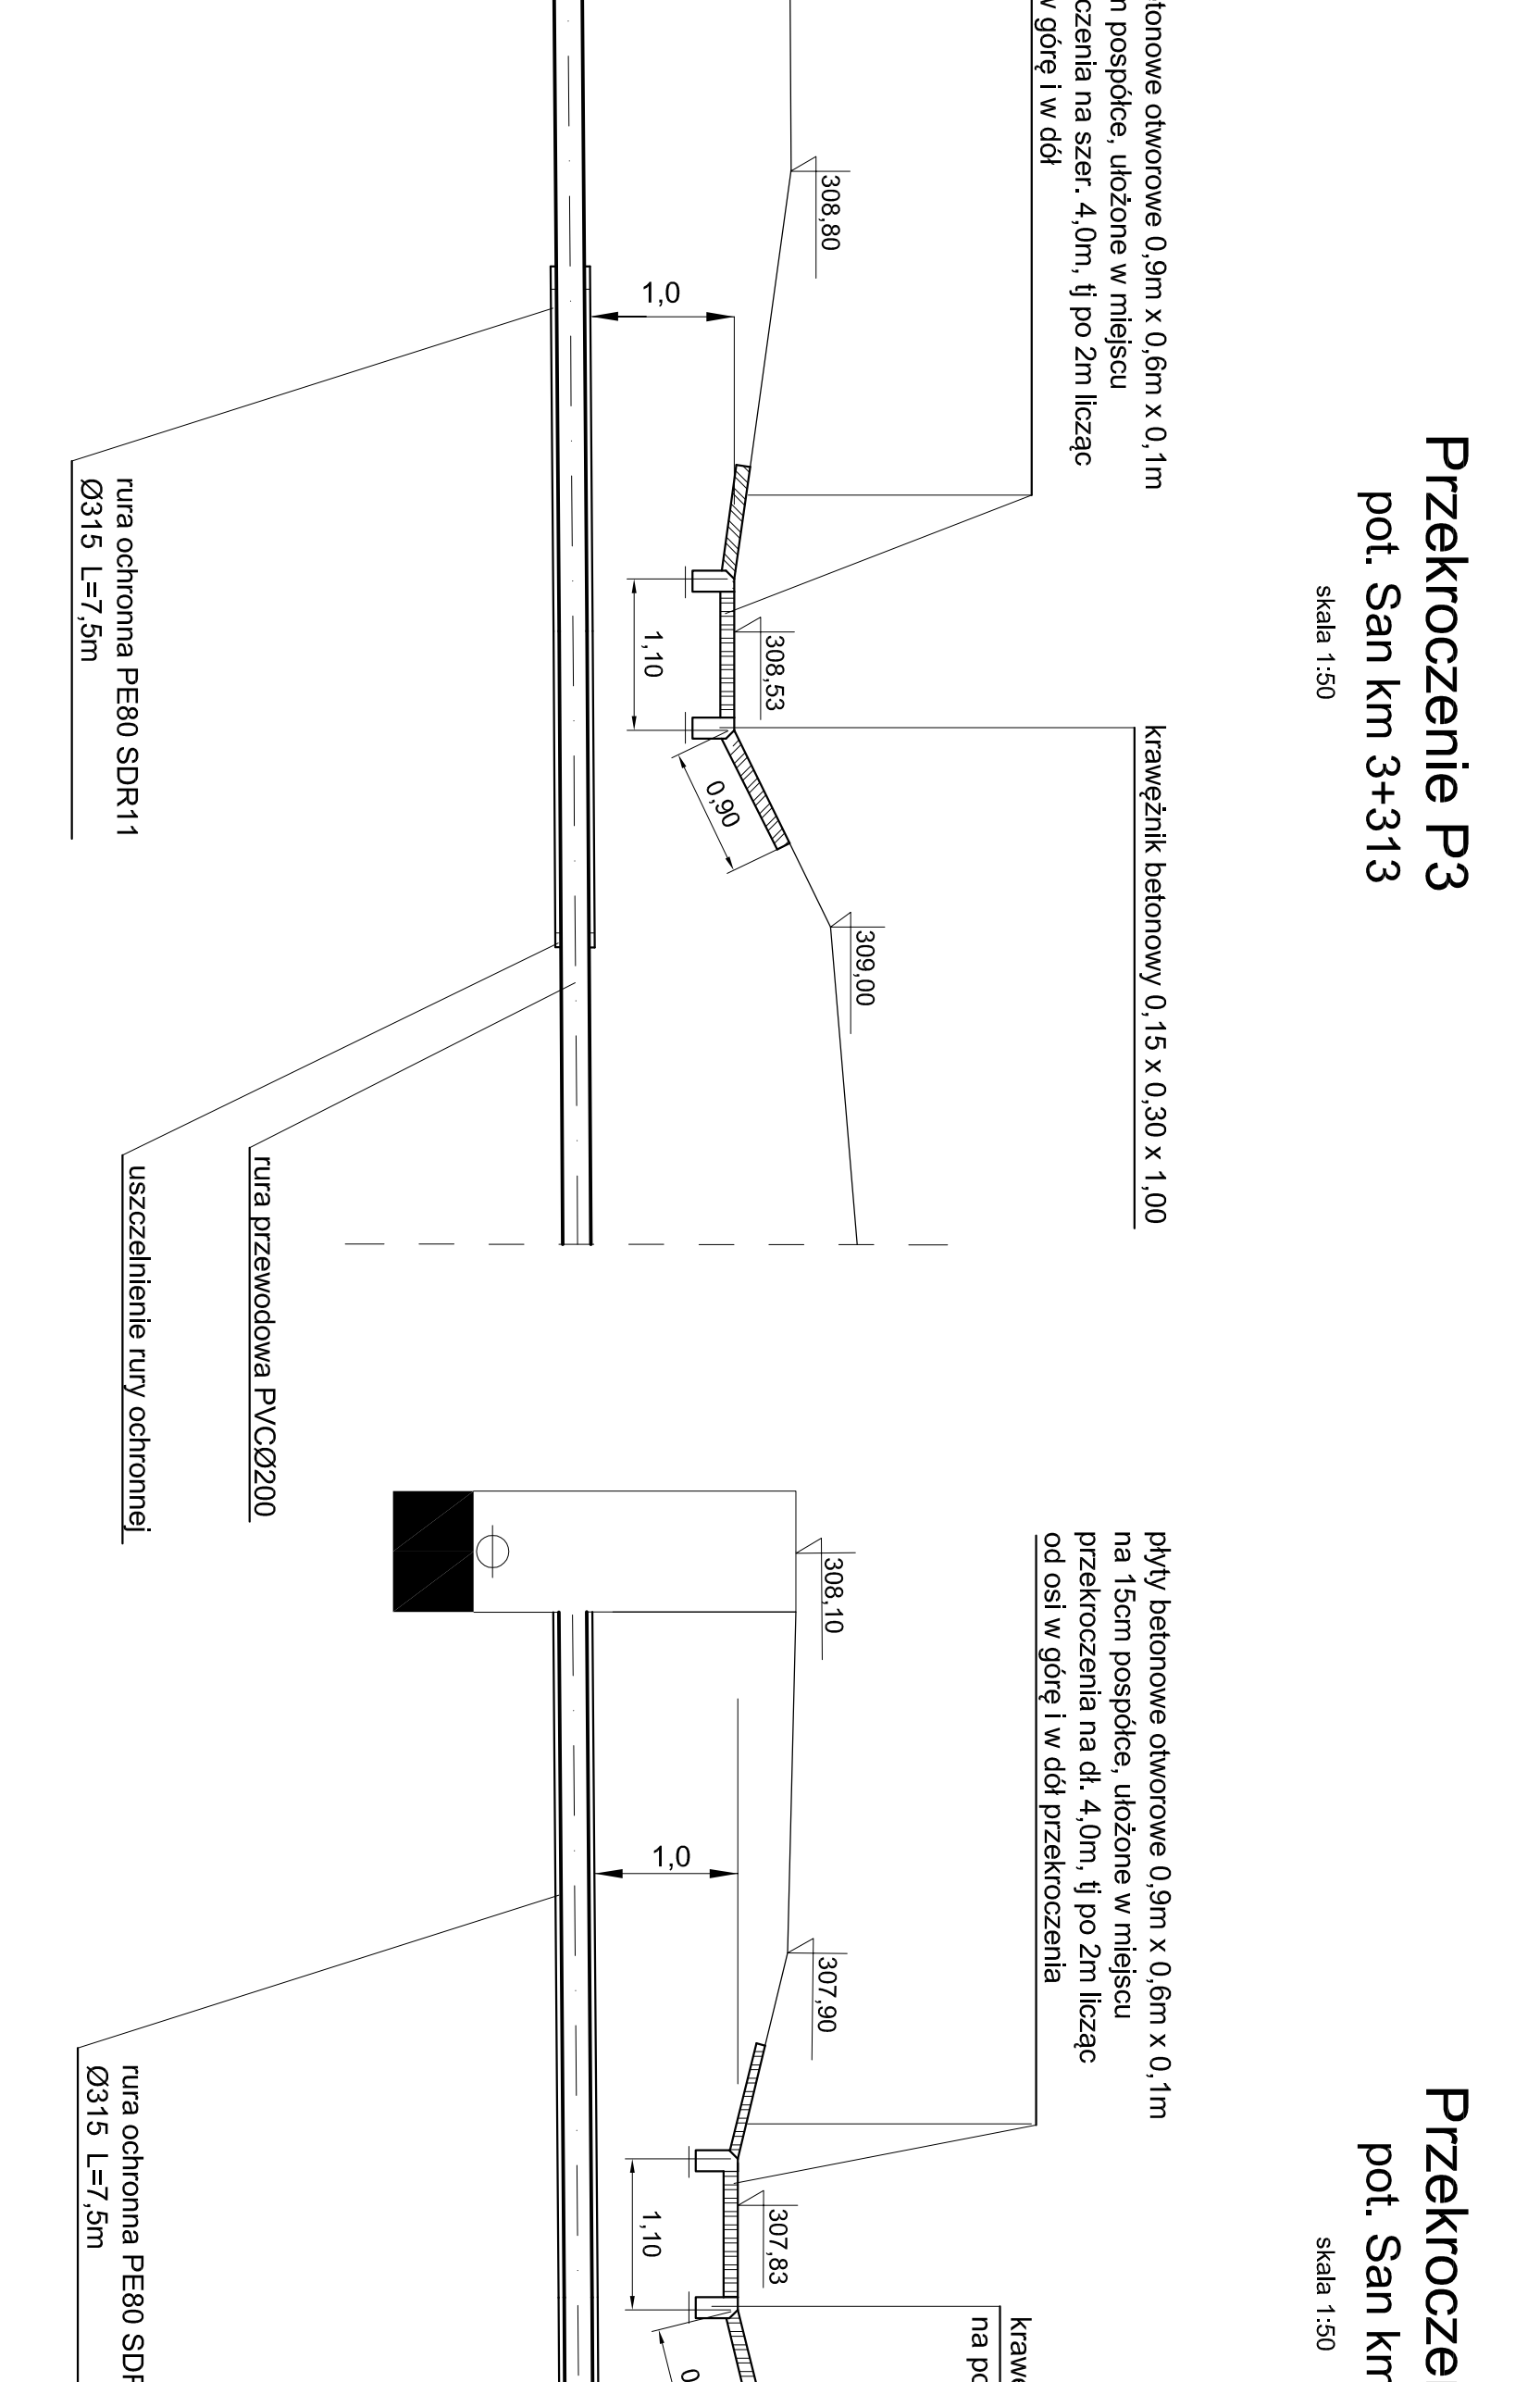 Przekroczenie P3
pot. San km 3+313
skala 1:50
tonowe otworowe 0,9m x 0,6m x 0,1m
m pospółce, ułożone w miejscu
czenia na szer. 4,0m, tj po 2m licząc
w górę i w dół
krawężnik betonowy 0,15 x 0,30 x 1,00
308,80
1,0
308,53
1,10
0,90
309,00
rura ochronna PE80 SDR11
Ø315 L=7,5m
rura przewodowa PVCØ200
uszczelnienie rury ochronnej
Przekrocze
pot. San km
skala 1:50
płyty betonowe otworowe 0,9m x 0,6m x 0,1m
na 15cm pospółce, ułożone w miejscu
przekroczenia na dł. 4,0m, tj po 2m licząc
od osi w górę i w dół przekroczenia
308,10
1,0
307,90
307,83
1,10
0
krawę
na po
rura ochronna PE80 SDR
Ø315 L=7,5m